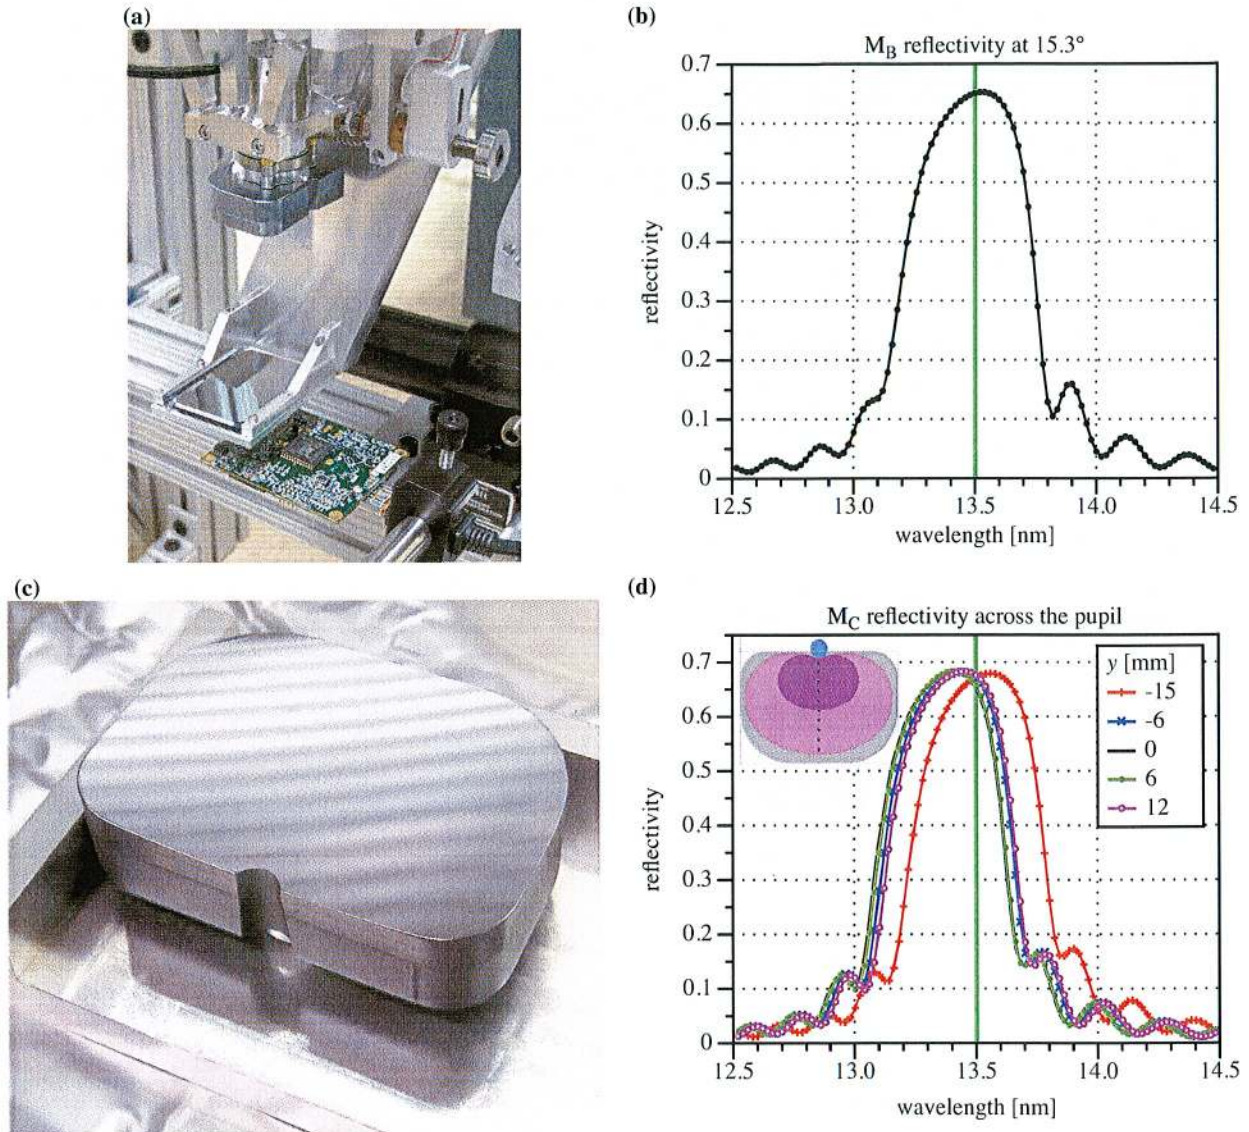 (a)
(b)
M_B reflectivity at 15.3°
0.7
0.6
0.5
0.4
0.3
0.2
0.1
0
reflectivity
12.5 13.0 13.5 14.0 14.5
wavelength [nm]
(c)
(d)
M_C reflectivity across the pupil
0.7
0.6
0.5
0.4
0.3
0.2
0.1
0
reflectivity
y [mm]
-15
-6
0
6
12
12.5 13.0 13.5 14.0 14.5
wavelength [nm]